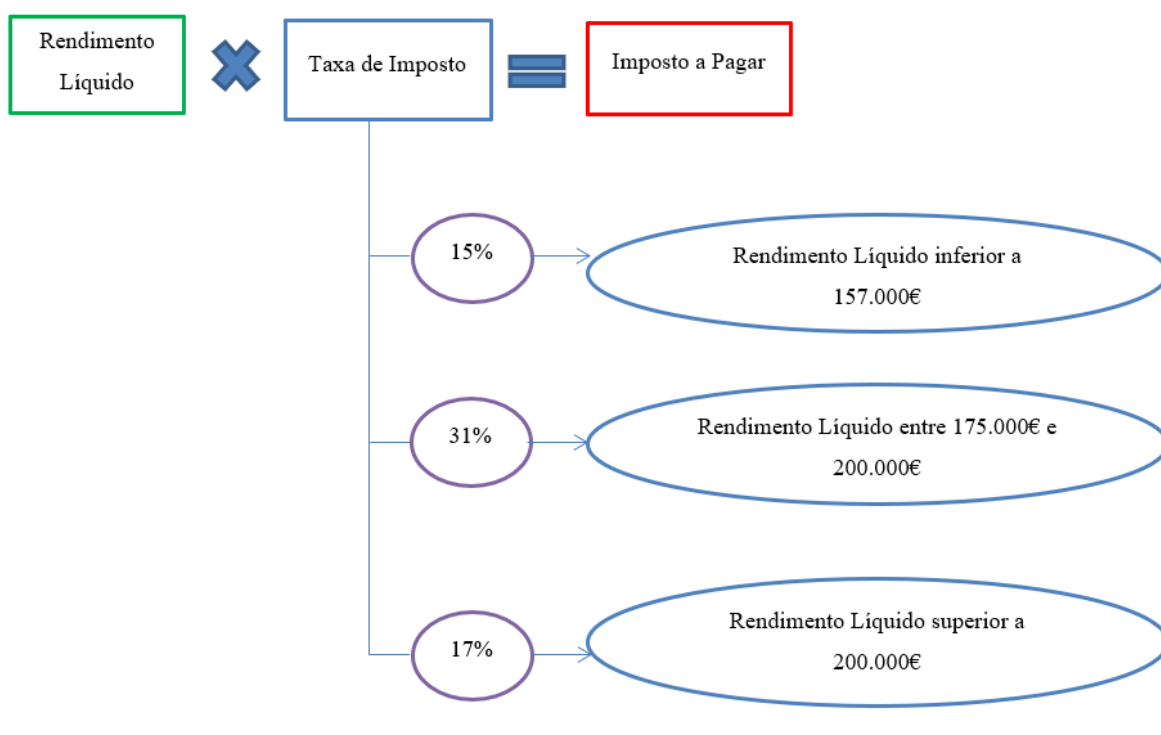 Rendimento
Líquido
Taxa de Imposto
Imposto a Pagar
15%
Rendimento Líquido inferior a
157.000€
31%
Rendimento Líquido entre 175.000€ e
200.000€
17%
Rendimento Líquido superior a
200.000€